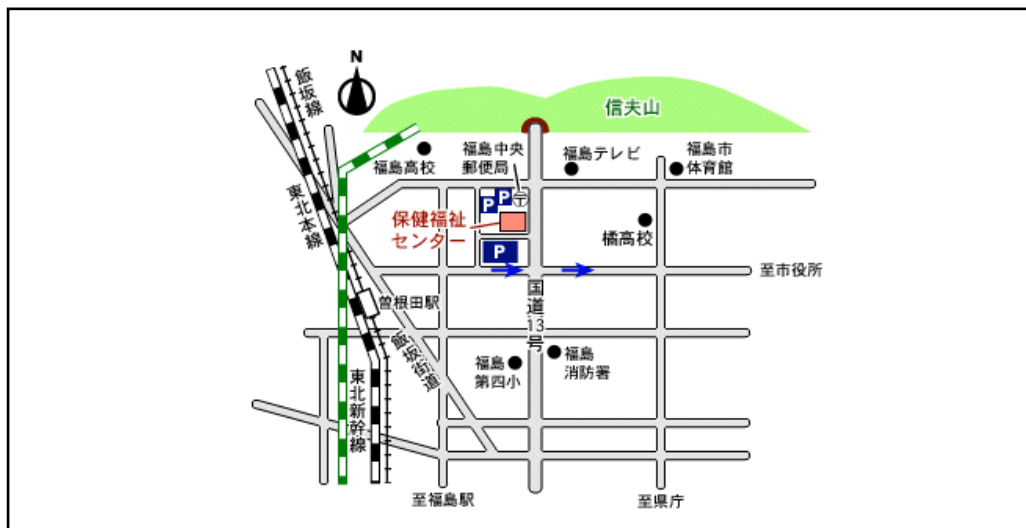 N
飯坂線
信夫山
福島高校
福島中央
郵便局
〒
福島テレビ
福島市
体育館
東北本線
P
P
保健福祉
センター
橘高校
P
至市役所
曽根田駅
国道13号
飯坂街道
福島
第四小
福島
消防署
東北新幹線
至福島駅
至県庁